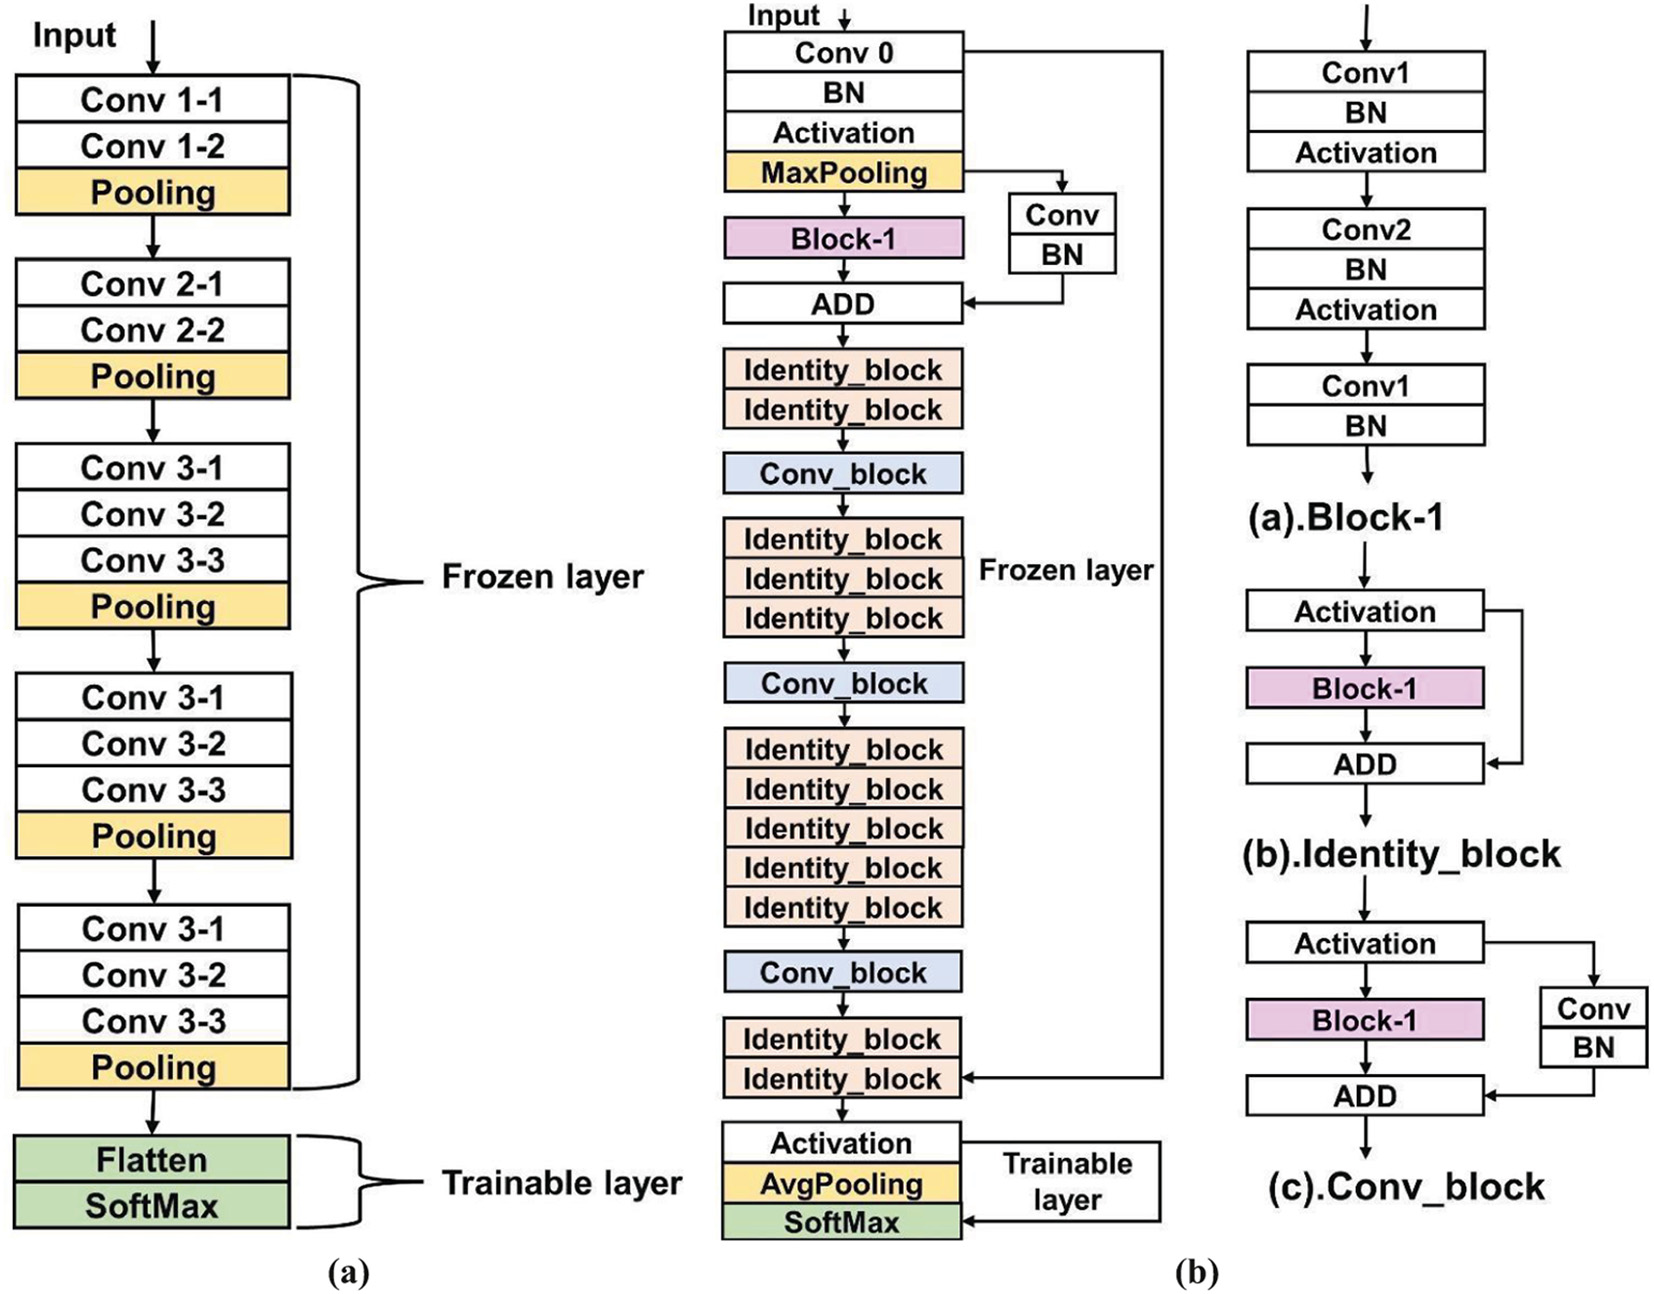 Input
Conv 1-1
Conv 1-2
Pooling
Conv 2-1
Conv 2-2
Pooling
Conv 3-1
Conv 3-2
Conv 3-3
Pooling
Conv 3-1
Conv 3-2
Conv 3-3
Pooling
Conv 3-1
Conv 3-2
Conv 3-3
Pooling
Frozen layer
Flatten
SoftMax
Trainable layer
(a)
Input
Conv 0
BN
Activation
MaxPooling
Conv
BN
Block-1
ADD
Identity_block
Identity_block
Conv_block
Identity_block
Identity_block
Identity_block
Frozen layer
Conv_block
Identity_block
Identity_block
Identity_block
Identity_block
Identity_block
Conv_block
Identity_block
Identity_block
Activation
AvgPooling
SoftMax
Trainable
layer
Conv1
BN
Activation
Conv2
BN
Activation
Conv1
BN
(a).Block-1
Activation
Block-1
ADD
(b).Identity_block
Activation
Block-1
Conv
BN
ADD
(c).Conv_block
(b)